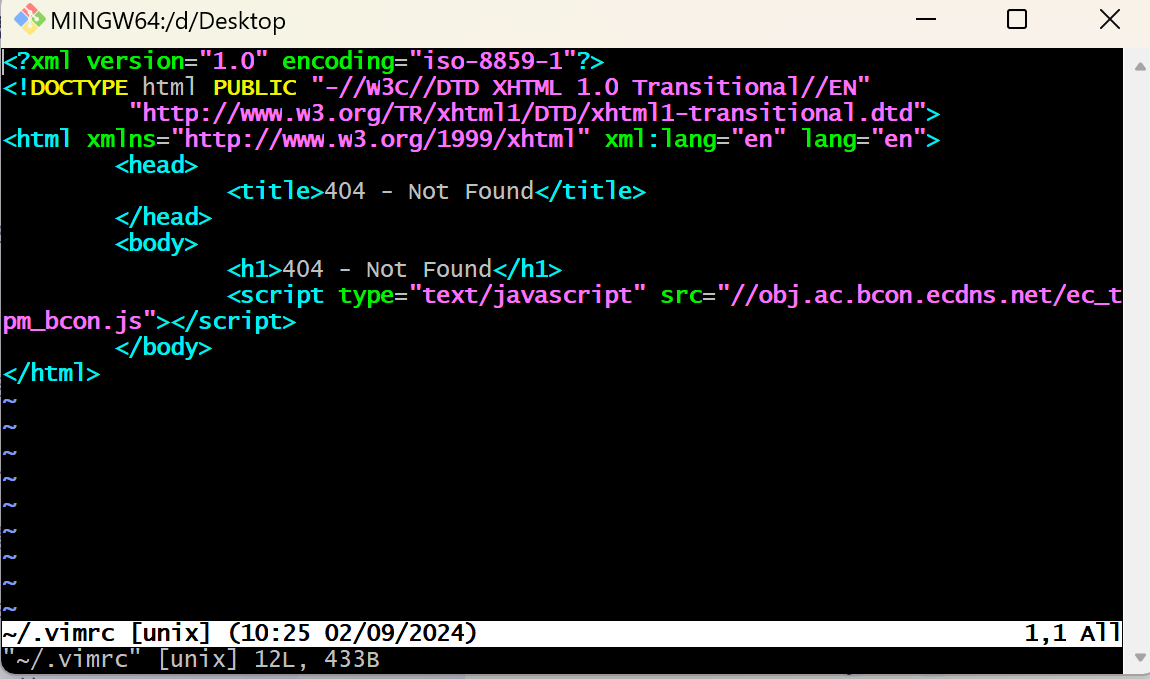 MINGW64:/d/Desktop
<?xml version="1.0" encoding="iso-8859-1"?>
<!DOCTYPE html PUBLIC "-//W3C//DTD XHTML 1.0 Transitional//EN"
         "http://www.w3.org/TR/xhtml1/DTD/xhtml1-transitional.dtd">
<html xmlns="http://www.w3.org/1999/xhtml" xml:lang="en" lang="en">
        <head>
                <title>404 - Not Found</title>
        </head>
        <body>
                <h1>404 - Not Found</h1>
                <script type="text/javascript" src="//obj.ac.bcon.ecdns.net/ec_t
pm_bcon.js"></script>
        </body>
</html>
~
~
~
~
~
~
~
~
~
~/.vimrc [unix] (10:25 02/09/2024) 1,1 All
"~/.vimrc" [unix] 12L, 433B